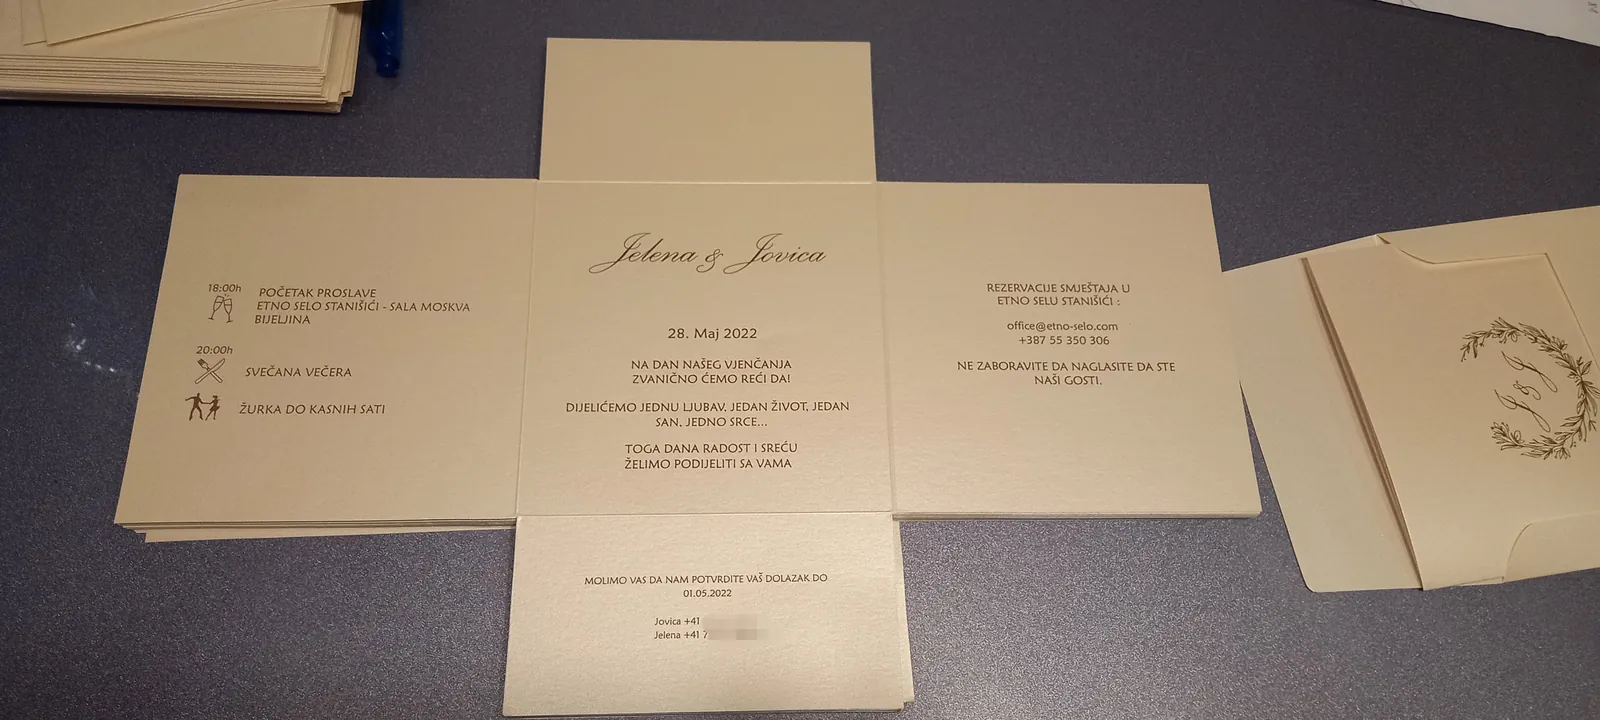 18:00h
POČETAK PROSLAVE
ETNO SELO STANIŠIĆI - SALA MOSKVA
BIJELJINA
20:00h
SVEČANA VEČERA
ŽURKA DO KASNIH SATI
Jelena & Jovica
28. Maj 2022
NA DAN NAŠEG VJENČANJA
ZVANIČNO ĆEMO REĆI DA!
DIJELIĆEMO JEDNU LJUBAV, JEDAN ŽIVOT, JEDAN
SAN, JEDNO SRCE...
TOGA DANA RADOST I SREĆU
ŽELIMO PODIJELITI SA VAMA
REZERVACIJE SMJEŠTAJA U
ETNO SELU STANIŠIĆI :
office@etno-selo.com
+387 55 350 306
NE ZABORAVITE DA NAGLASITE DA STE
NAŠI GOSTI.
MOLIMO VAS DA NAM POTVRDITE VAŠ DOLAZAK DO
01.05.2022
Jovica +41
Jelena +41 7
J & J